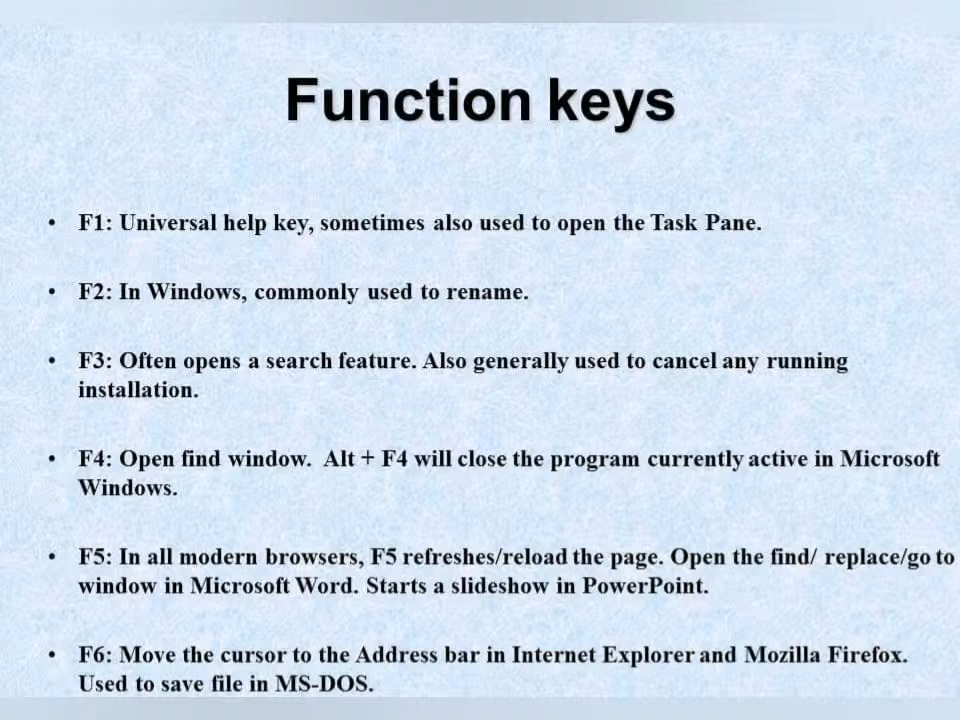 Function keys
• F1: Universal help key, sometimes also used to open the Task Pane.
• F2: In Windows, commonly used to rename.
• F3: Often opens a search feature. Also generally used to cancel any running
installation.
• F4: Open find window.  Alt + F4 will close the program currently active in Microsoft
Windows.
• F5: In all modern browsers, F5 refreshes/reload the page. Open the find/ replace/go to
window in Microsoft Word. Starts a slideshow in PowerPoint.
• F6: Move the cursor to the Address bar in Internet Explorer and Mozilla Firefox.
Used to save file in MS-DOS.